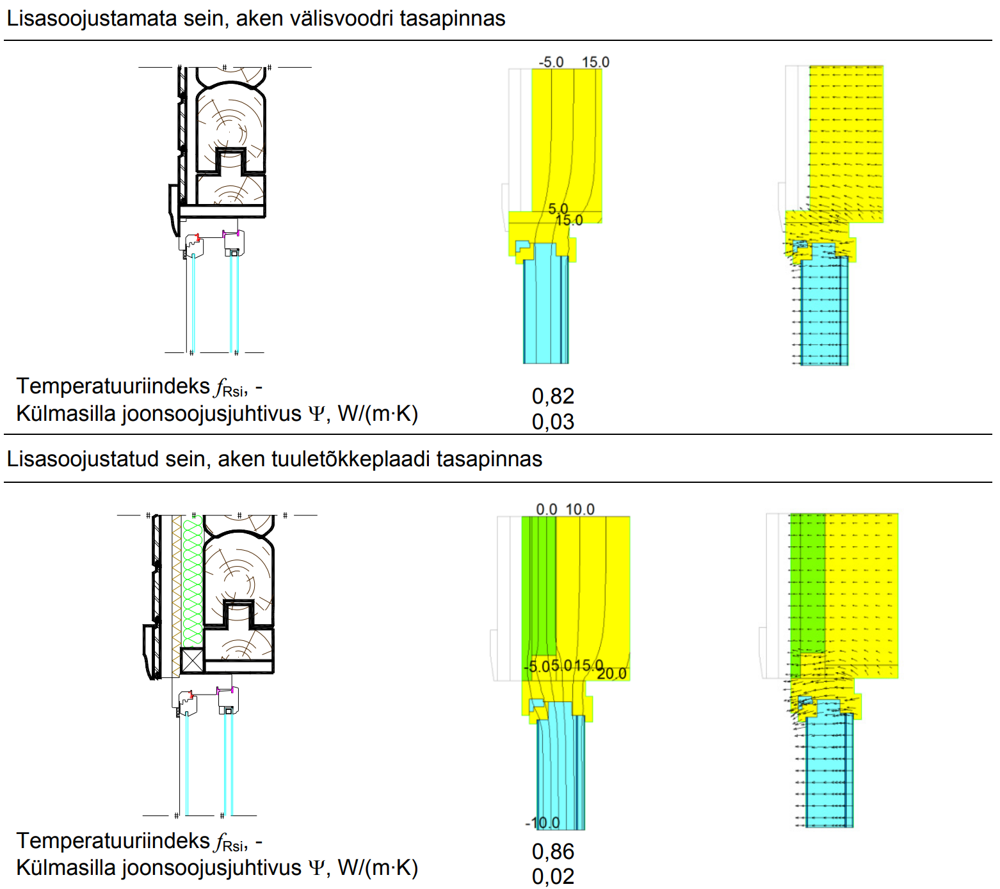 Lisasoojustamata sein, aken välisvoodri tasapinnas
-5.0 15.0
5.0
15.0
Temperatuuriindeks fRsi, -
0,82
Külmasilla joonsoojusjuhtivus Ψ, W/(m·K)
0,03
Lisasoojustatud sein, aken tuuletõkkeplaadi tasapinnas
0.0 10.0
-5.0 5.0 15.0
20.0
-10.0
Temperatuuriindeks fRsi, -
0,86
Külmasilla joonsoojusjuhtivus Ψ, W/(m·K)
0,02